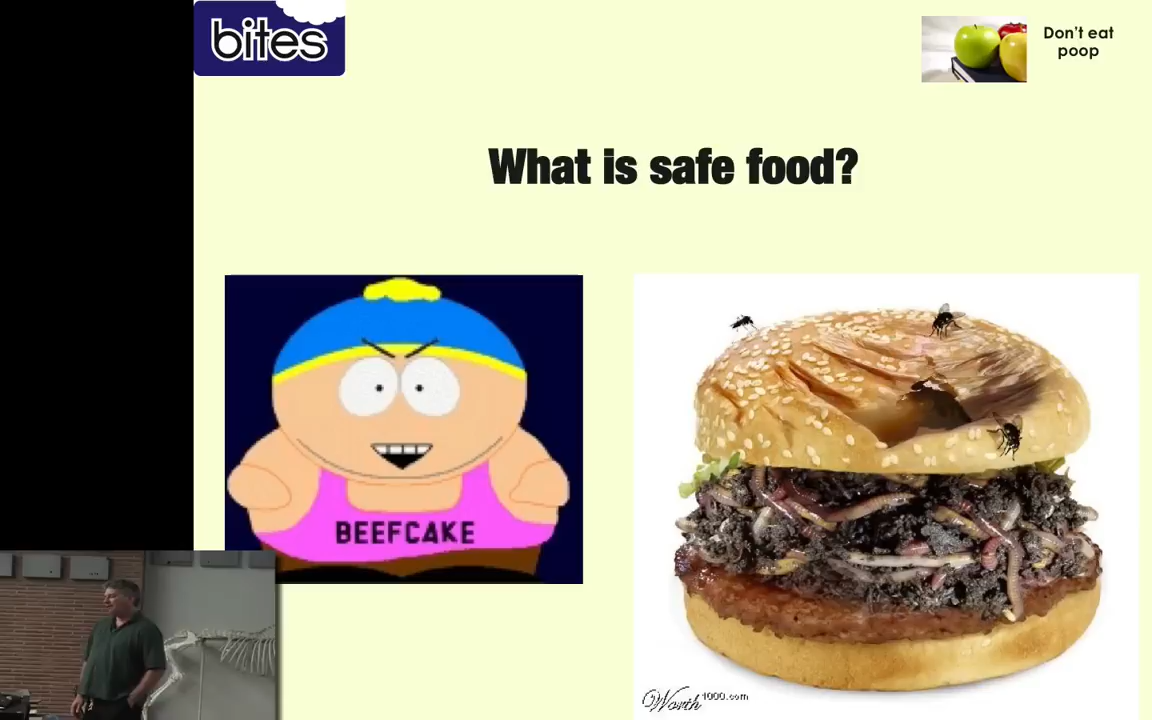 bites
Don't eat
poop
What is safe food?
BEEFCAKE
Worth1000.com